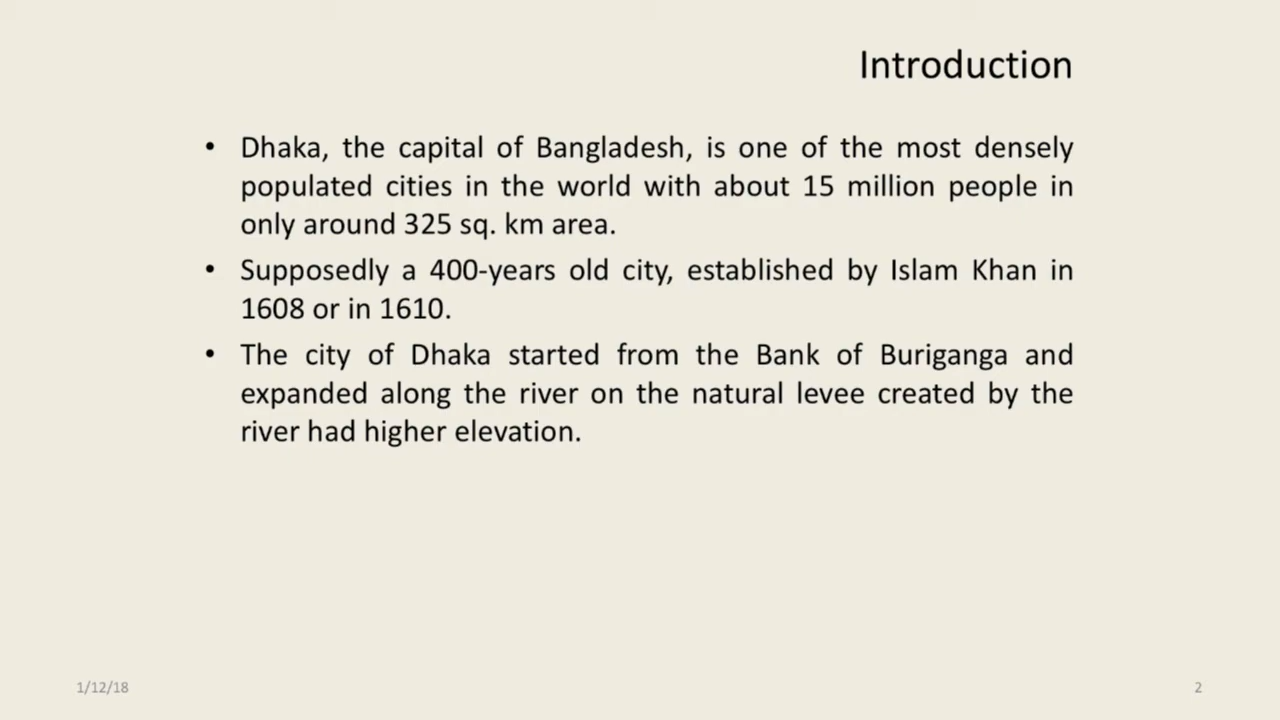 Introduction
• Dhaka, the capital of Bangladesh, is one of the most densely
populated cities in the world with about 15 million people in
only around 325 sq. km area.
• Supposedly a 400-years old city, established by Islam Khan in
1608 or in 1610.
• The city of Dhaka started from the Bank of Buriganga and
expanded along the river on the natural levee created by the
river had higher elevation.
1/12/18
2